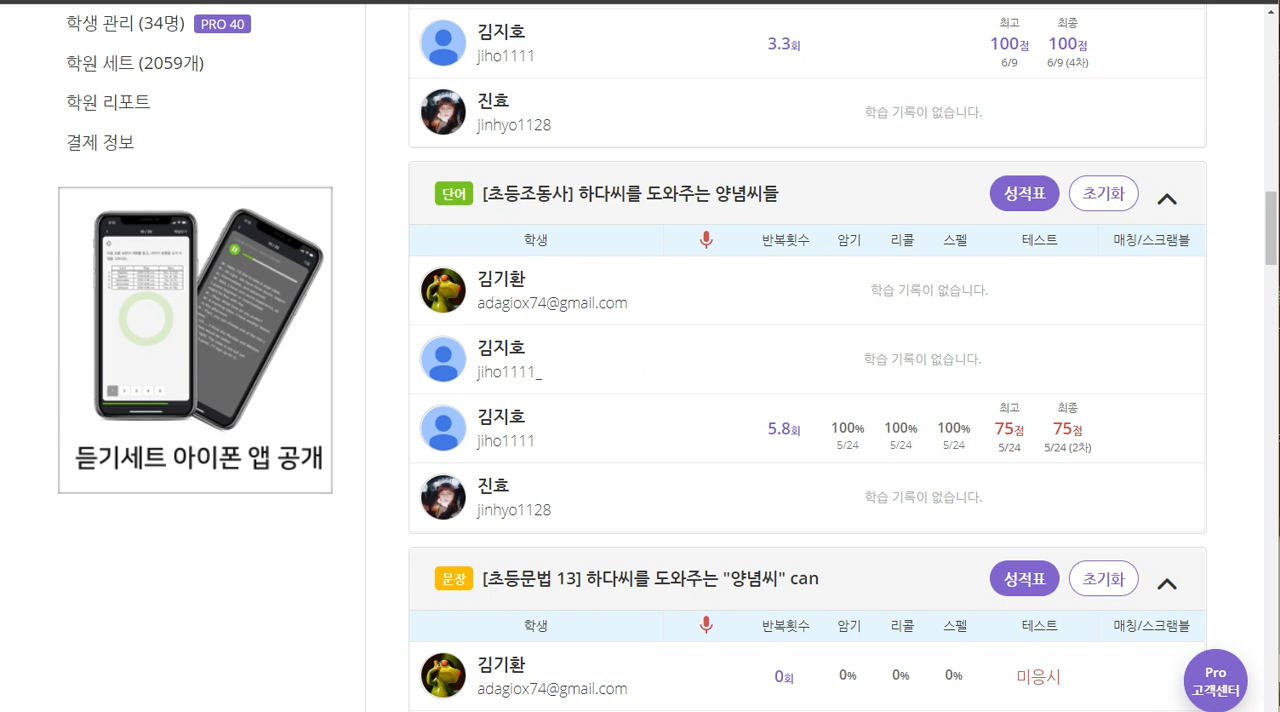 학생 관리 (34명) PRO 40
학원 세트 (2059개)
학원 리포트
결제 정보
듣기세트 아이폰 앱 공개
김지호
jiho1111
3.3회
최고 최종
100점 100점
6/9 6/9 (4차)
진효
jinhyo1128
학습 기록이 없습니다.
단어 [초등조동사] 하다씨를 도와주는 양념씨들 성적표 초기화
학생 반복횟수 암기 리콜 스펠 테스트 매칭/스크램블
김기환
adagiox74@gmail.com
학습 기록이 없습니다.
김지호
jiho1111_
학습 기록이 없습니다.
김지호
jiho1111
5.8회 100% 100% 100%
5/24 5/24 5/24
최고 최종
75점 75점
5/24 5/24 (2차)
진효
jinhyo1128
학습 기록이 없습니다.
문장 [초등문법 13] 하다씨를 도와주는 "양념씨" can 성적표 초기화
학생 반복횟수 암기 리콜 스펠 테스트 매칭/스크램블
김기환
adagiox74@gmail.com
0회 0% 0% 0% 미응시
Pro
고객센터